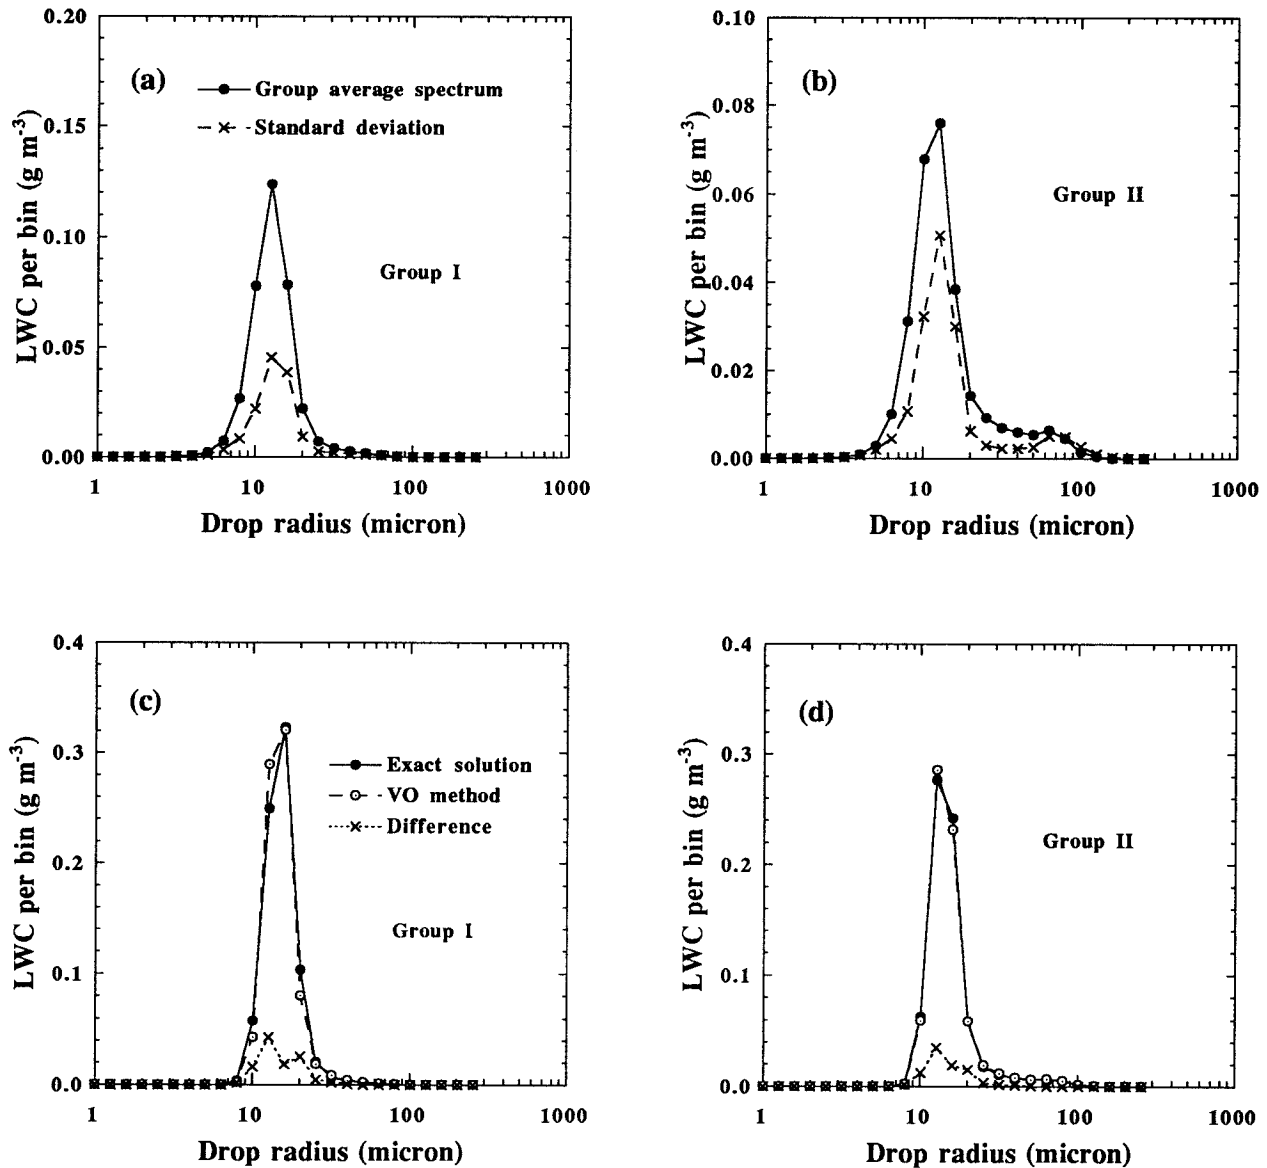 (a)
Group average spectrum
Standard deviation
Group I
LWC per bin (g m-3)
0.20
0.15
0.10
0.05
0.00
1 10 100 1000
Drop radius (micron)
(b)
Group II
LWC per bin (g m-3)
0.10
0.08
0.06
0.04
0.02
0.00
1 10 100 1000
Drop radius (micron)
(c)
Exact solution
VO method
Difference
Group I
LWC per bin (g m-3)
0.4
0.3
0.2
0.1
0.0
1 10 100 1000
Drop radius (micron)
(d)
Group II
LWC per bin (g m-3)
0.4
0.3
0.2
0.1
0.0
1 10 100 1000
Drop radius (micron)